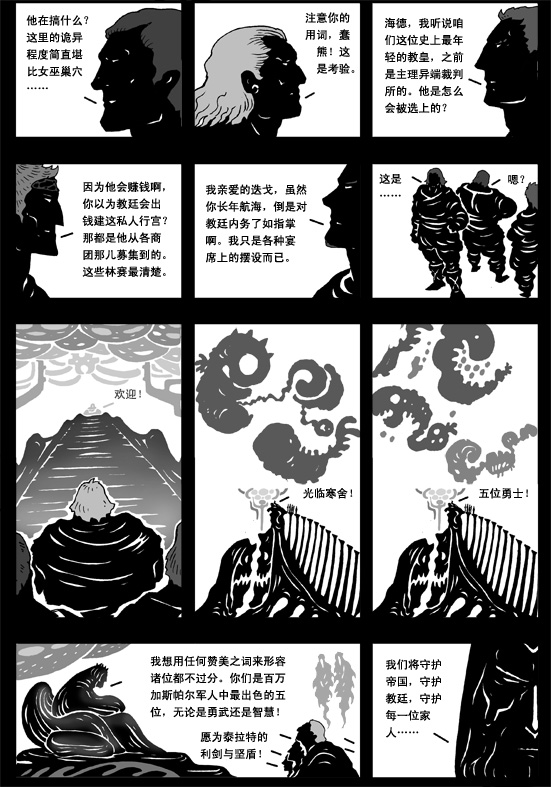 他在搞什么？
这里的诡异
程度简直堪
比女巫巢穴
……
注意你的
用词，蠢
熊！这
是考验。
海德，我听说咱
们这位史上最年
轻的教皇，之前
是主理异端裁判
所的。他是怎么
会被选上的？
因为他会赚钱啊，
你以为教廷会出
钱建这私人行宫？
那都是他从各商
团那儿募集到的。
这些林赛最清楚。
我亲爱的迭戈，虽然
你长年航海，倒是对
教廷内务了如指掌
啊。我只是各种宴
席上的摆设而已。
这是
……
嗯？
欢迎！
光临寒舍！
五位勇士！
我想用任何赞美之词来形容
诸位都不过分。你们是百万
加斯帕尔军人中最出色的五
位，无论是勇武还是智慧！
愿为泰拉特的
利剑与坚盾！
我们将守护
帝国，守护
教廷，守护
每一位家
人……